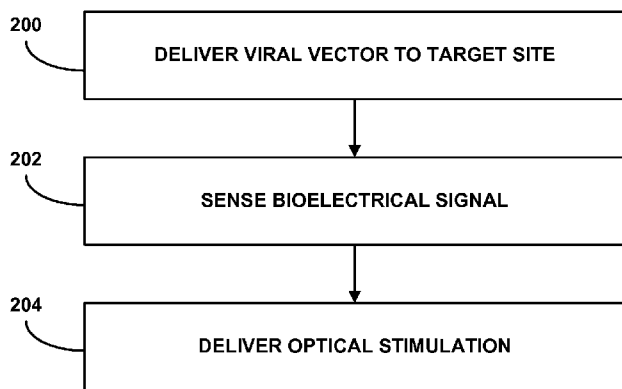 200
DELIVER VIRAL VECTOR TO TARGET SITE
202
SENSE BIOELECTRICAL SIGNAL
204
DELIVER OPTICAL STIMULATION